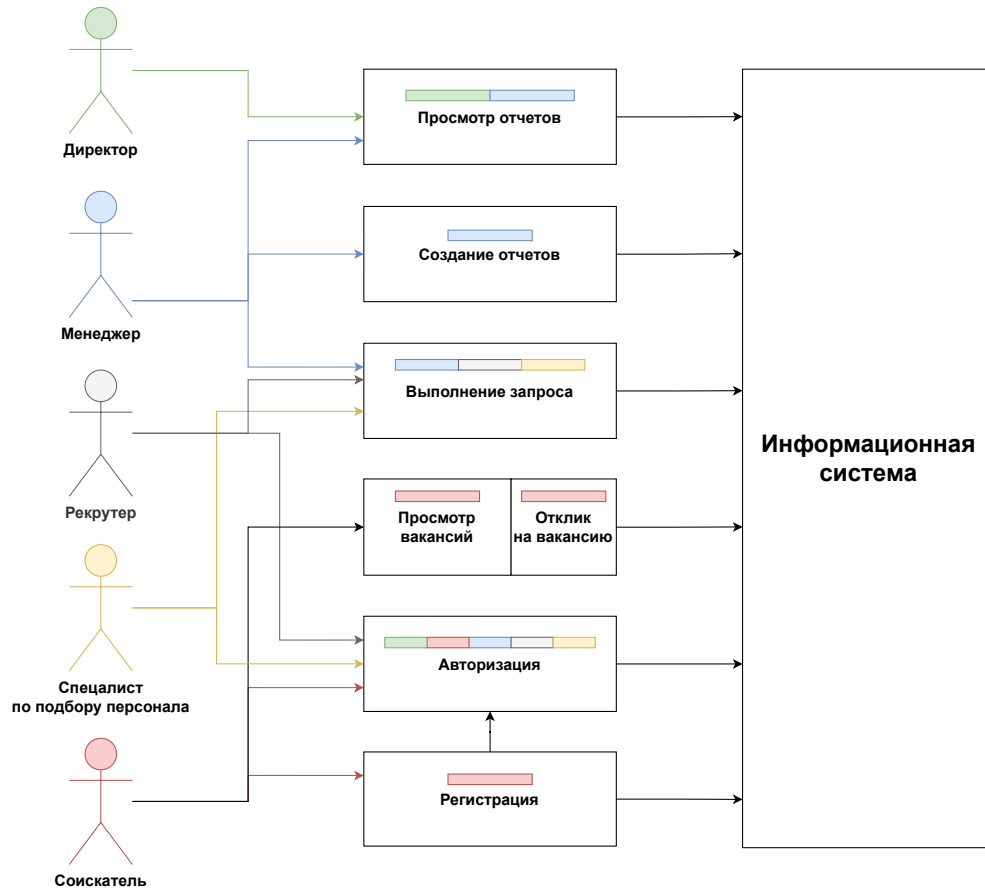 Директор
Менеджер
Рекрутер
Спецалист
по подбору персонала
Соискатель
Просмотр отчетов
Создание отчетов
Выполнение запроса
Просмотр
вакансий
Отклик
на вакансию
Авторизация
Регистрация
Информационная
система